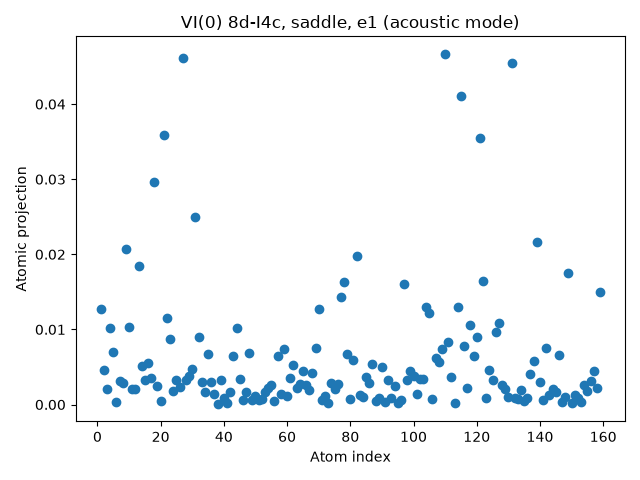 VI(0) 8d-I4c, saddle, e1 (acoustic mode)
Atomic projection
0.04
0.03
0.02
0.01
0.00
0 20 40 60 80 100 120 140 160
Atom index